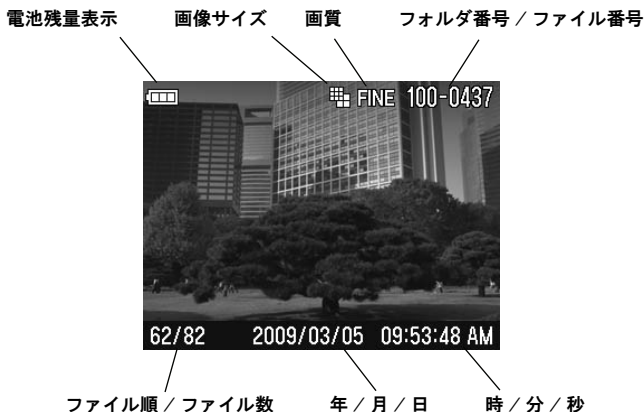 電池残量表示 画像サイズ 画質 フォルダ番号 / ファイル番号
FINE 100-0437
62/82 2009/03/05 09:53:48 AM
ファイル順 / ファイル数 年 / 月 / 日 時 / 分 / 秒